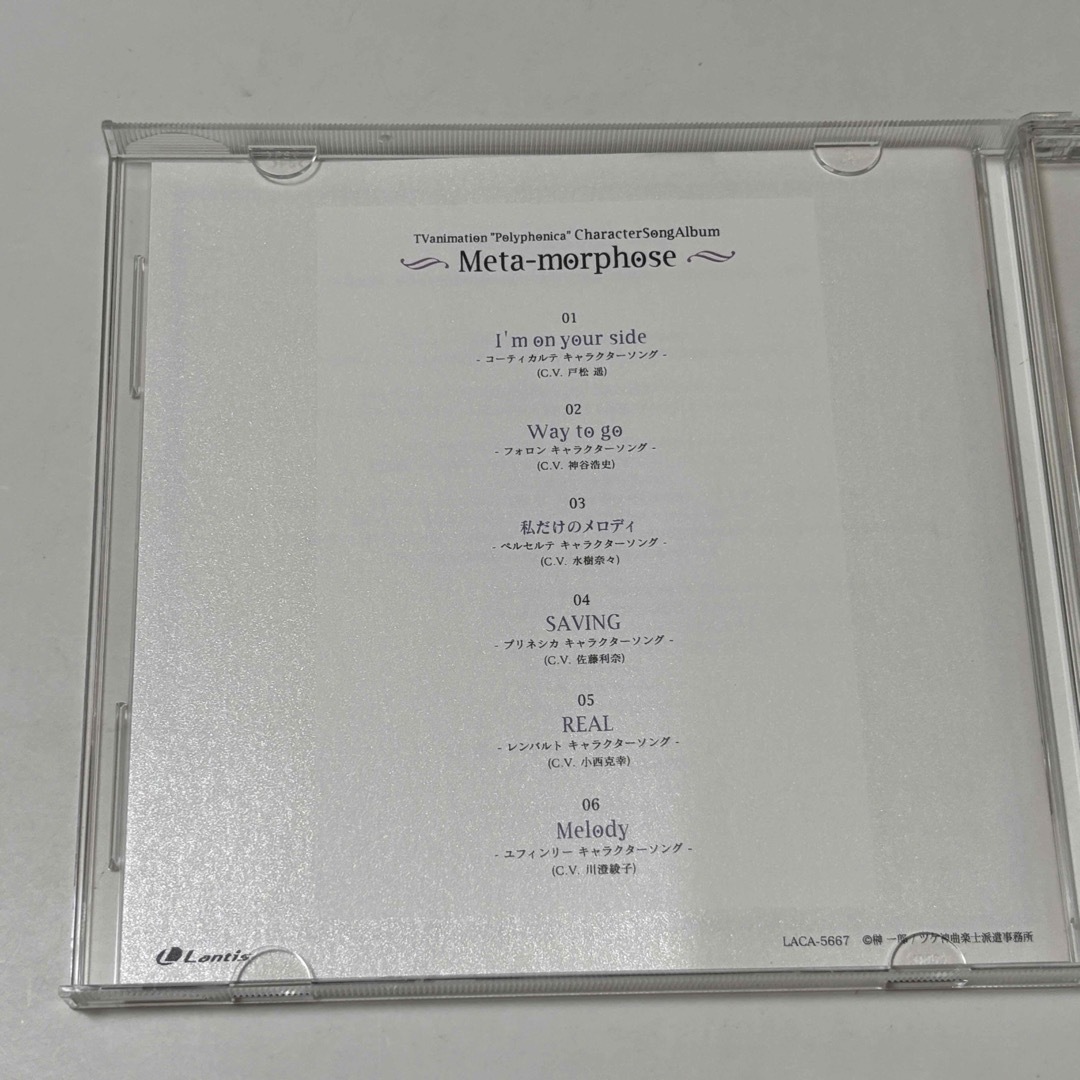 TVanimation "Polyphonica" CharacterSongAlbum
Meta-morphose
01
I'm on your side
- コーティカルテ キャラクターソング -
(C.V. 戸松 遥)
02
Way to go
- フォロン キャラクターソング -
(C.V. 神谷浩史)
03
私だけのメロディ
- ペルセルテ キャラクターソング -
(C.V. 水樹奈々)
04
SAVING
- プリネシカ キャラクターソング -
(C.V. 佐藤利奈)
05
REAL
- レンバルト キャラクターソング -
(C.V. 小西克幸)
06
Melody
- ユフィンリー キャラクターソング -
(C.V. 川澄綾子)
Lantis
LACA-5667 ©榊 一郎 / ツゲ神曲楽士派遣事務所